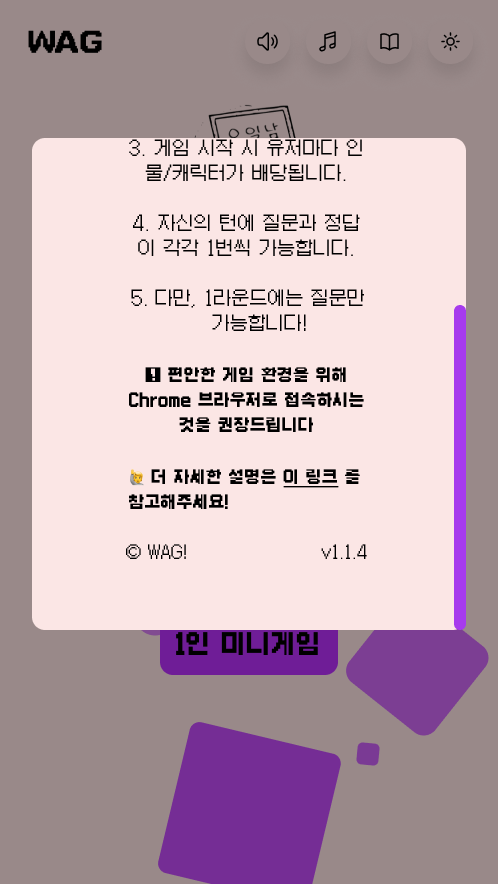 WAG
3. 게임 시작 시 유저마다 인
물/캐릭터가 배당됩니다.
4. 자신의 턴에 질문과 정답
이 각각 1번씩 가능합니다.
5. 다만, 1라운드에는 질문만
가능합니다!
편안한 게임 환경을 위해
Chrome 브라우저로 접속하시는
것을 권장드립니다
🙋 더 자세한 설명은 이 링크 를
참고해주세요!
© WAG! v1.1.4
1인 미니게임